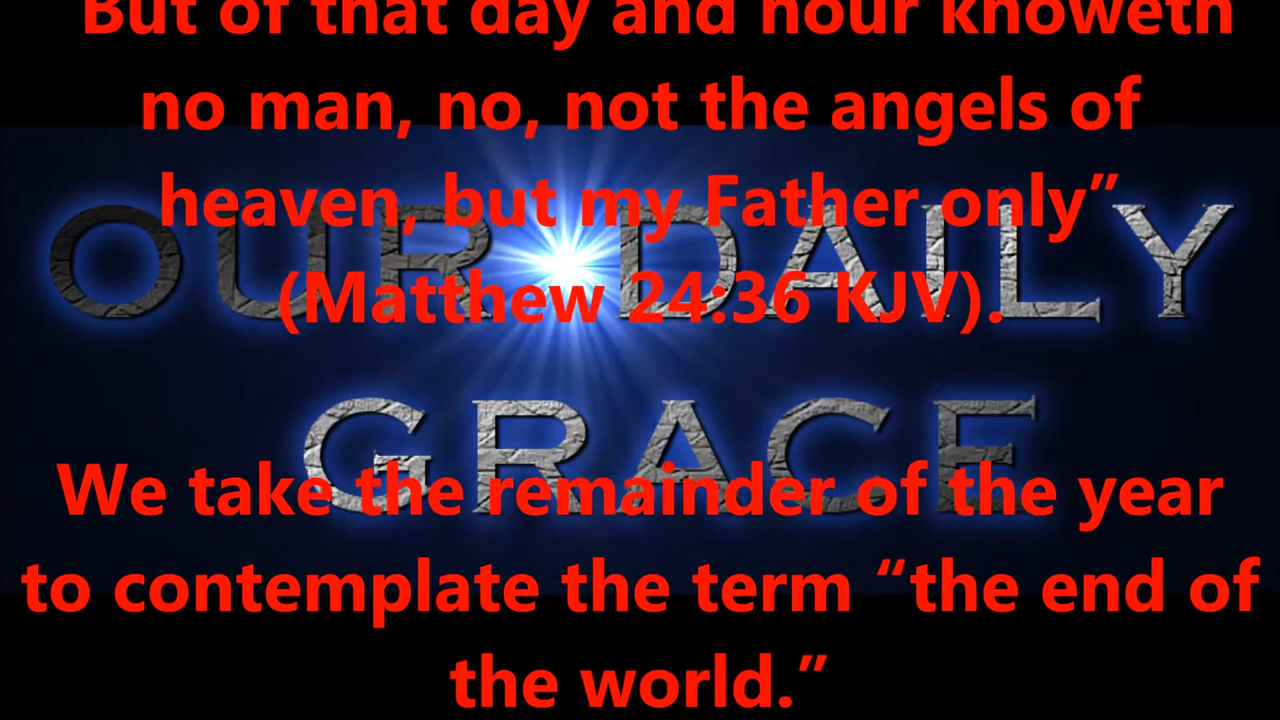 But of that day and hour knoweth
no man, no, not the angels of
heaven, but my Father only”
(Matthew 24:36 KJV).
We take the remainder of the year
to contemplate the term “the end of
the world.”
OUR DAILY
GRACE